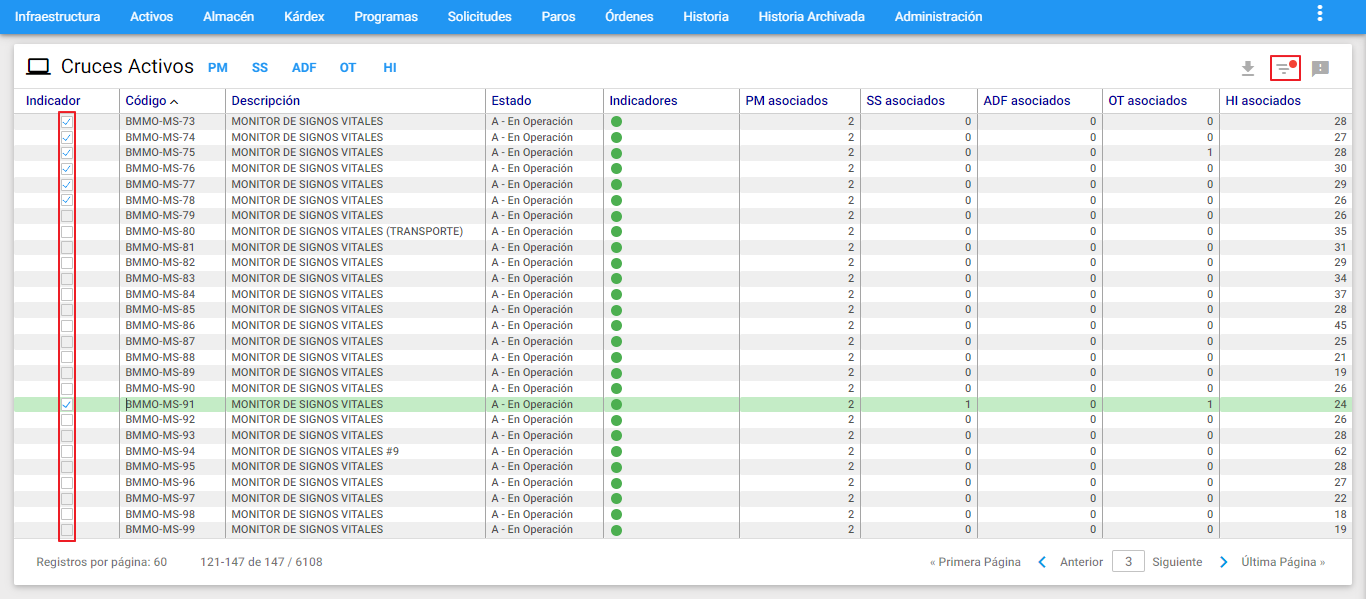 Infraestructura Activos Almacén Kárdex Programas Solicitudes Paros Órdenes Historia Historia Archivada Administración
Cruces Activos PM SS ADF OT HI
Indicador Código Descripción Estado Indicadores PM asociados SS asociados ADF asociados OT asociados HI asociados
BMMO-MS-73 MONITOR DE SIGNOS VITALES A - En Operación 2 0 0 0 28
BMMO-MS-74 MONITOR DE SIGNOS VITALES A - En Operación 2 0 0 0 27
BMMO-MS-75 MONITOR DE SIGNOS VITALES A - En Operación 2 0 0 1 28
BMMO-MS-76 MONITOR DE SIGNOS VITALES A - En Operación 2 0 0 0 30
BMMO-MS-77 MONITOR DE SIGNOS VITALES A - En Operación 2 0 0 0 29
BMMO-MS-78 MONITOR DE SIGNOS VITALES A - En Operación 2 0 0 0 26
BMMO-MS-79 MONITOR DE SIGNOS VITALES A - En Operación 2 0 0 0 26
BMMO-MS-80 MONITOR DE SIGNOS VITALES (TRANSPORTE) A - En Operación 2 0 0 0 35
BMMO-MS-81 MONITOR DE SIGNOS VITALES A - En Operación 2 0 0 0 31
BMMO-MS-82 MONITOR DE SIGNOS VITALES A - En Operación 2 0 0 0 29
BMMO-MS-83 MONITOR DE SIGNOS VITALES A - En Operación 2 0 0 0 34
BMMO-MS-84 MONITOR DE SIGNOS VITALES A - En Operación 2 0 0 0 37
BMMO-MS-85 MONITOR DE SIGNOS VITALES A - En Operación 2 0 0 0 28
BMMO-MS-86 MONITOR DE SIGNOS VITALES A - En Operación 2 0 0 0 45
BMMO-MS-87 MONITOR DE SIGNOS VITALES A - En Operación 2 0 0 0 25
BMMO-MS-88 MONITOR DE SIGNOS VITALES A - En Operación 2 0 0 0 21
BMMO-MS-89 MONITOR DE SIGNOS VITALES A - En Operación 2 0 0 0 19
BMMO-MS-90 MONITOR DE SIGNOS VITALES A - En Operación 2 0 0 0 26
BMMO-MS-91 MONITOR DE SIGNOS VITALES A - En Operación 2 1 0 1 24
BMMO-MS-92 MONITOR DE SIGNOS VITALES A - En Operación 2 0 0 0 26
BMMO-MS-93 MONITOR DE SIGNOS VITALES A - En Operación 2 0 0 0 28
BMMO-MS-94 MONITOR DE SIGNOS VITALES #9 A - En Operación 2 0 0 0 62
BMMO-MS-95 MONITOR DE SIGNOS VITALES A - En Operación 2 0 0 0 28
BMMO-MS-96 MONITOR DE SIGNOS VITALES A - En Operación 2 0 0 0 27
BMMO-MS-97 MONITOR DE SIGNOS VITALES A - En Operación 2 0 0 0 22
BMMO-MS-98 MONITOR DE SIGNOS VITALES A - En Operación 2 0 0 0 18
BMMO-MS-99 MONITOR DE SIGNOS VITALES A - En Operación 2 0 0 0 19
Registros por página: 60 121-147 de 147 / 6108 « Primera Página Anterior 3 Siguiente Última Página »